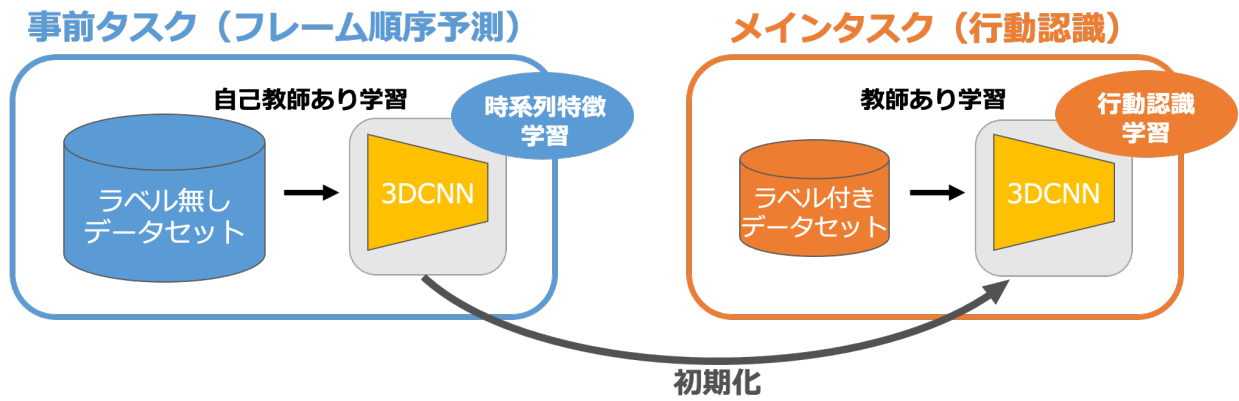 事前タスク（フレーム順序予測）
自己教師あり学習
時系列特徴
学習
ラベル無し
データセット
3DCNN
メインタスク（行動認識）
教師あり学習
行動認識
学習
ラベル付き
データセット
3DCNN
初期化